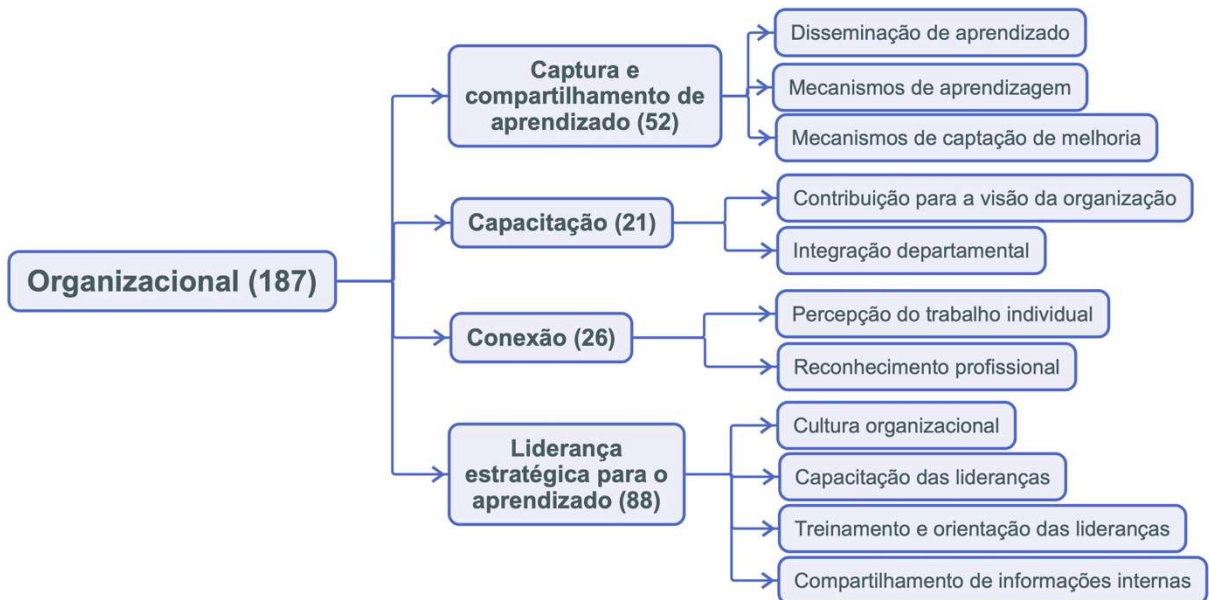 Organizacional (187)
Captura e
compartilhamento de
aprendizado (52)
Disseminação de aprendizado
Mecanismos de aprendizagem
Mecanismos de captação de melhoria
Capacitação (21)
Contribuição para a visão da organização
Integração departamental
Conexão (26)
Percepção do trabalho individual
Reconhecimento profissional
Liderança
estratégica para o
aprendizado (88)
Cultura organizacional
Capacitação das lideranças
Treinamento e orientação das lideranças
Compartilhamento de informações internas